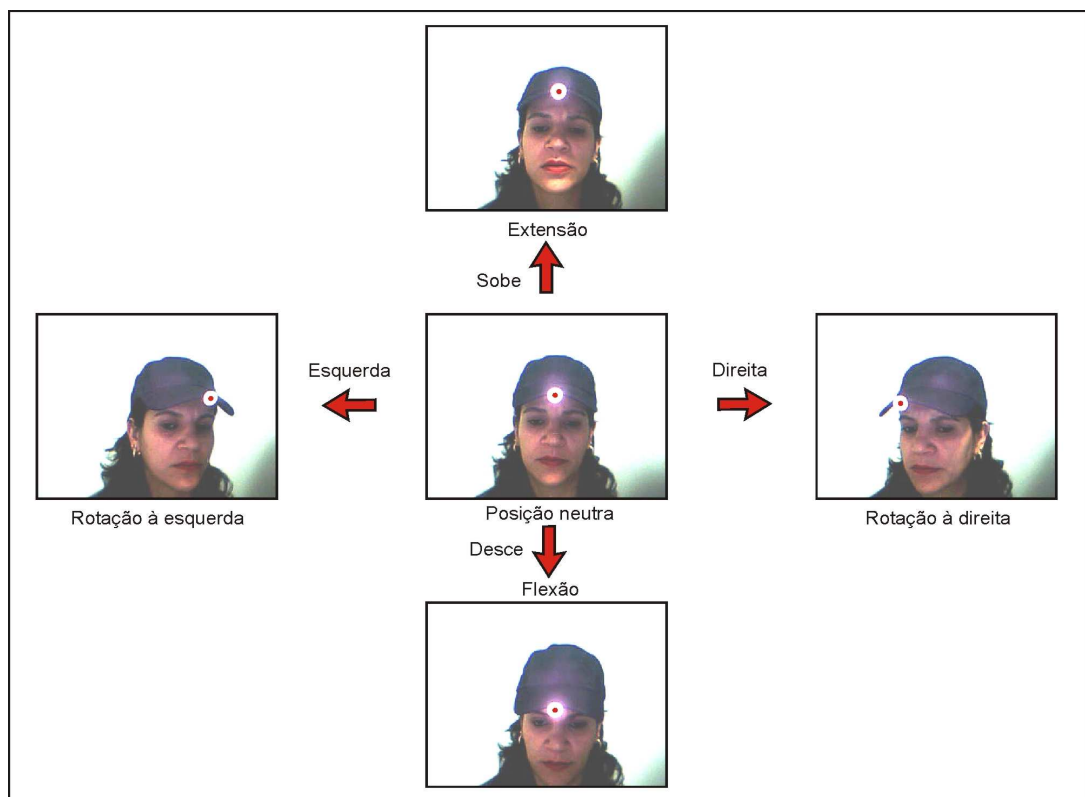 Extensão
Sobe
Esquerda
Direita
Rotação à esquerda
Posição neutra
Rotação à direita
Desce
Flexão